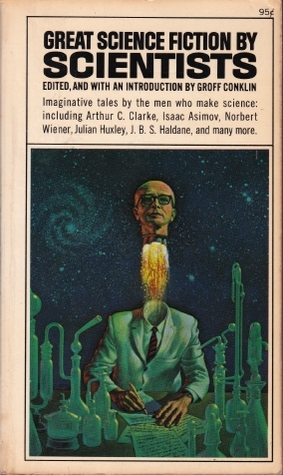 95¢
GREAT SCIENCE FICTION BY
SCIENTISTS
EDITED, AND WITH AN INTRODUCTION BY GROFF CONKLIN
Imaginative tales by the men who make science:
including Arthur C. Clarke, Isaac Asimov, Norbert
Wiener, Julian Huxley, J. B. S. Haldane, and many more.